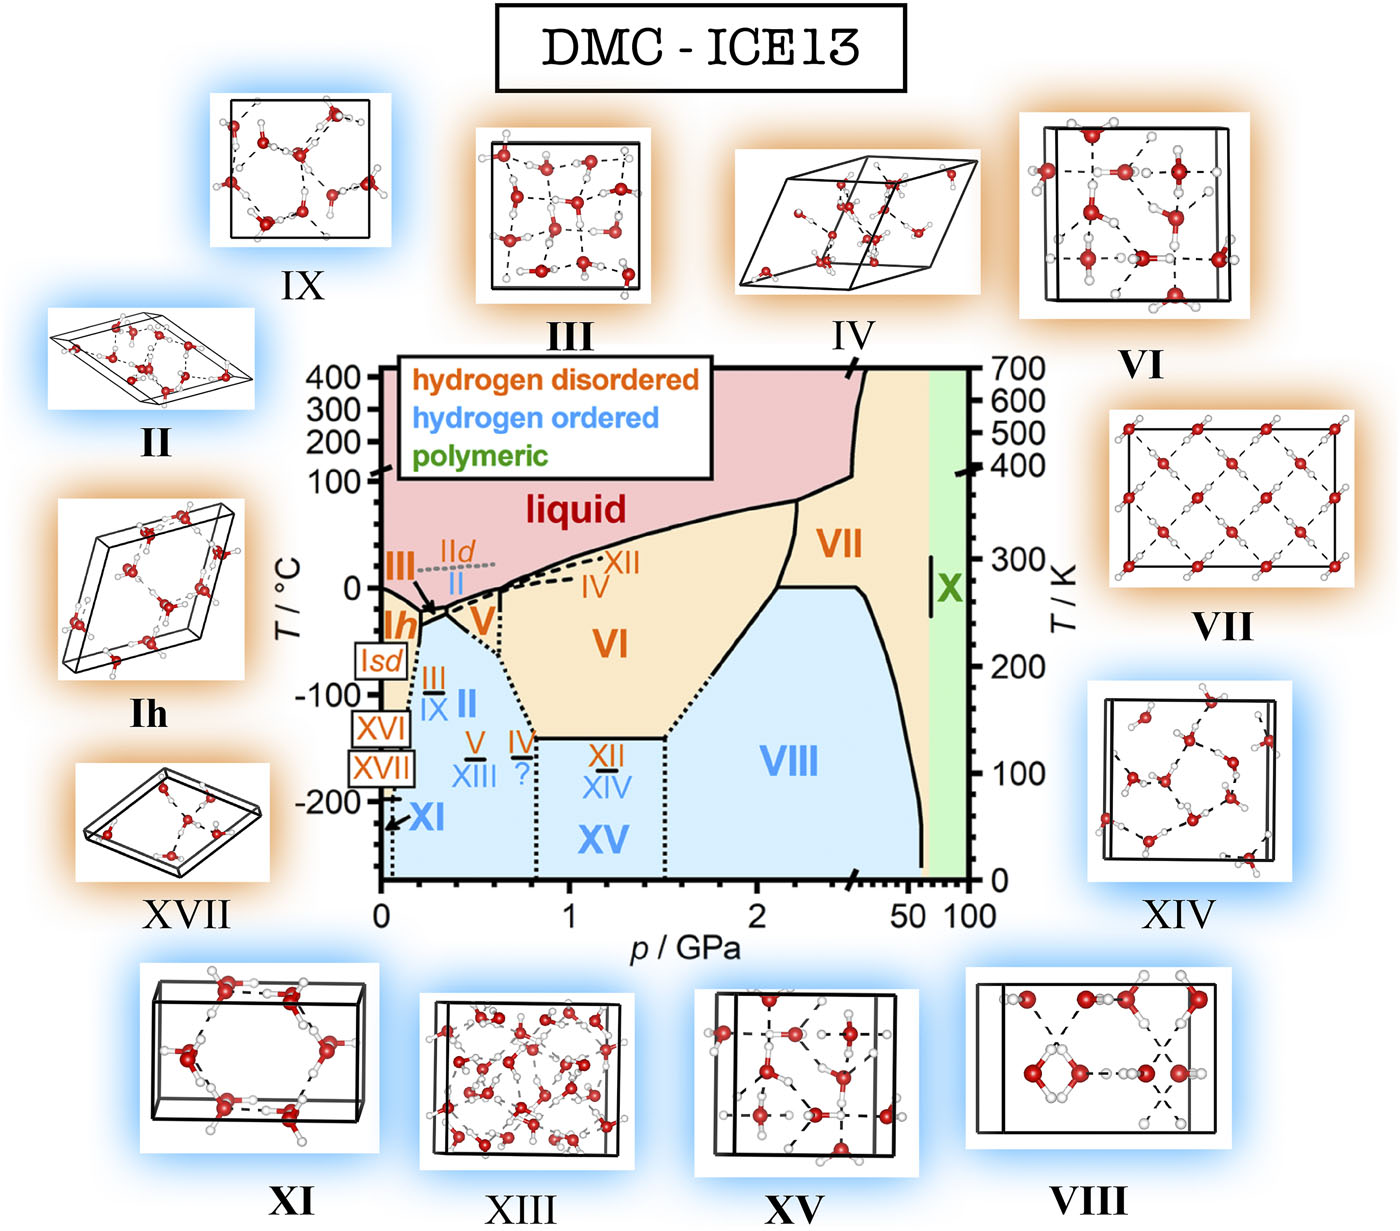 DMC - ICE13
IX
III
IV
VI
II
Ih
XVII
VII
XIV
XI
XIII
XV
VIII
hydrogen disordered
hydrogen ordered
polymeric
liquid
400
300
200
100
0
-100
-200
T / °C
700
600
500
400
300
200
100
0
T / K
0
1
2
50
100
p / GPa
III
IId
II
XII
IV
Ih
V
VI
VII
X
Isd
III
IX
II
XVI
XVII
V
XIII
IV
?
XII
XIV
VIII
XI
XV